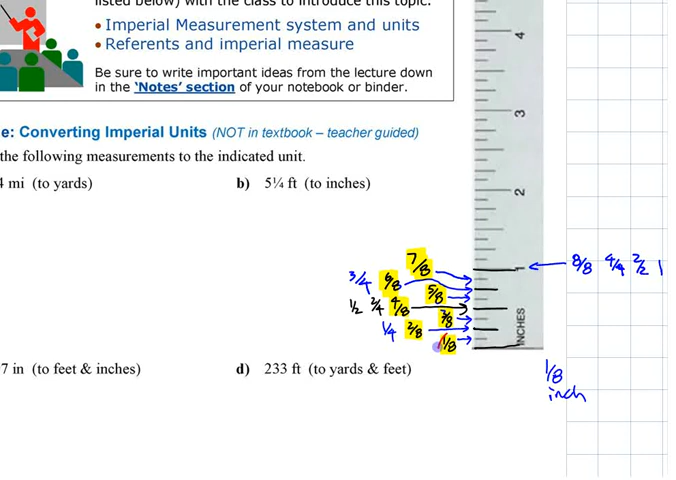 listed below) with the class to introduce this topic.
• Imperial Measurement system and units
• Referents and imperial measure
Be sure to write important ideas from the lecture down
in the 'Notes' section of your notebook or binder.
e: Converting Imperial Units (NOT in textbook – teacher guided)
the following measurements to the indicated unit.
4 mi (to yards)
b) 5¼ ft (to inches)
7 in (to feet & inches)
d) 233 ft (to yards & feet)
4
3
2
1
INCHES
7/8
3/4 6/8
5/8
1/2 2/4 4/8
3/8
1/4 2/8
1/8
8/8 4/4 2/2 1
1/8
inch